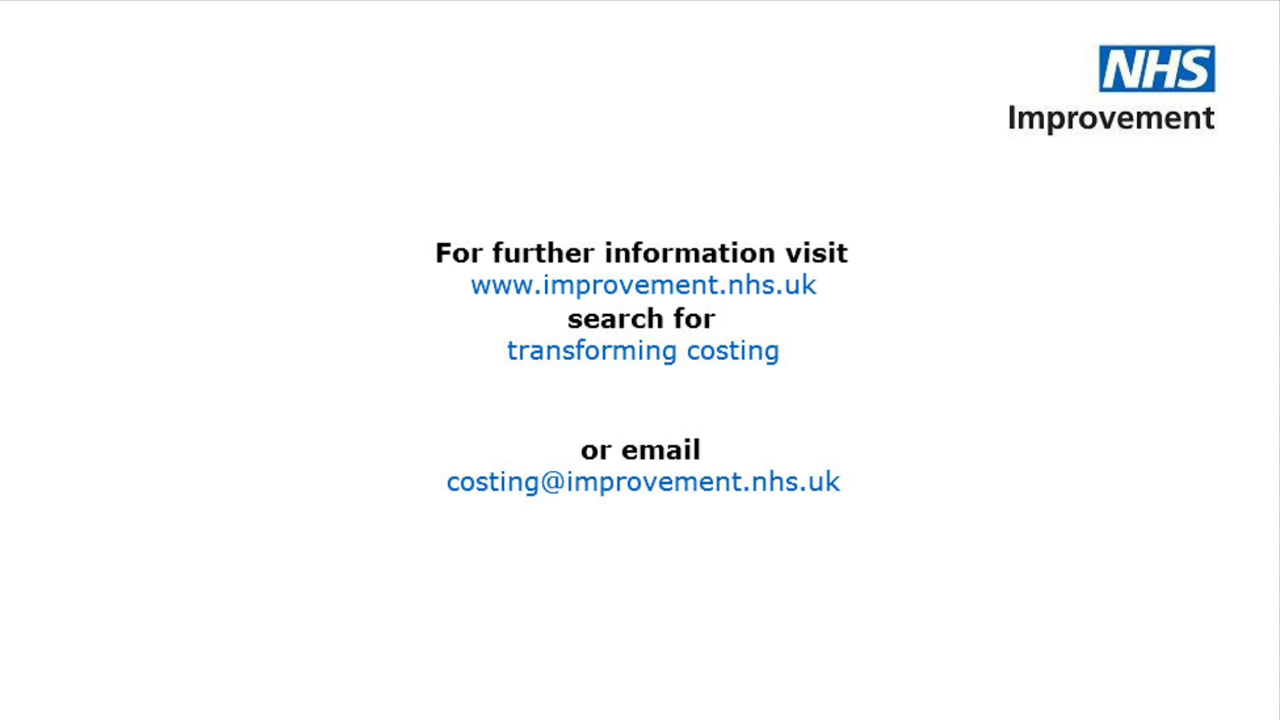 NHS
Improvement
For further information visit
www.improvement.nhs.uk
search for
transforming costing
or email
costing@improvement.nhs.uk